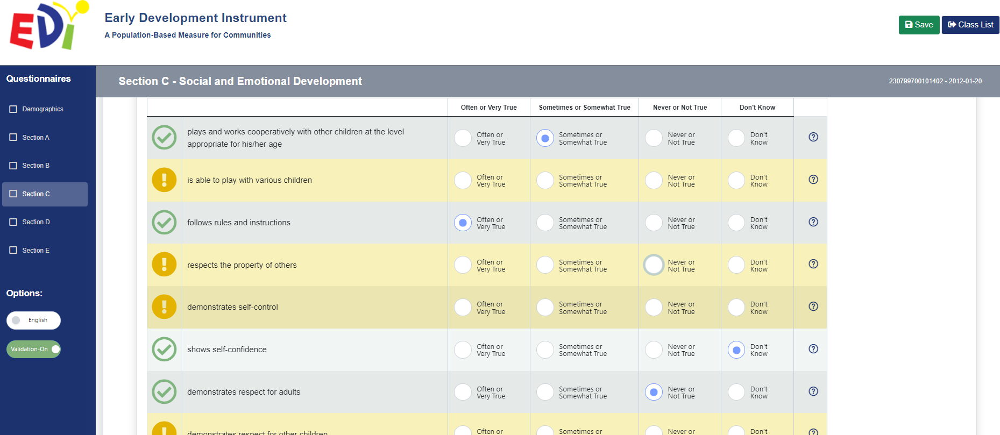 EDI
Early Development Instrument
A Population-Based Measure for Communities
Save
Class List
Questionnaires
Section C - Social and Emotional Development
230799700101402 - 2012-01-20
Demographics
Section A
Section B
Section C
Section D
Section E
Options:
English
Validation-On
Often or Very True
Sometimes or Somewhat True
Never or Not True
Don't Know
plays and works cooperatively with other children at the level
appropriate for his/her age
Often or
Very True
Sometimes or
Somewhat True
Never or
Not True
Don't
Know
is able to play with various children
Often or
Very True
Sometimes or
Somewhat True
Never or
Not True
Don't
Know
follows rules and instructions
Often or
Very True
Sometimes or
Somewhat True
Never or
Not True
Don't
Know
respects the property of others
Often or
Very True
Sometimes or
Somewhat True
Never or
Not True
Don't
Know
demonstrates self-control
Often or
Very True
Sometimes or
Somewhat True
Never or
Not True
Don't
Know
shows self-confidence
Often or
Very True
Sometimes or
Somewhat True
Never or
Not True
Don't
Know
demonstrates respect for adults
Often or
Very True
Sometimes or
Somewhat True
Never or
Not True
Don't
Know
demonstrates respect for other children
Often or
Sometimes or
Never or
Don't